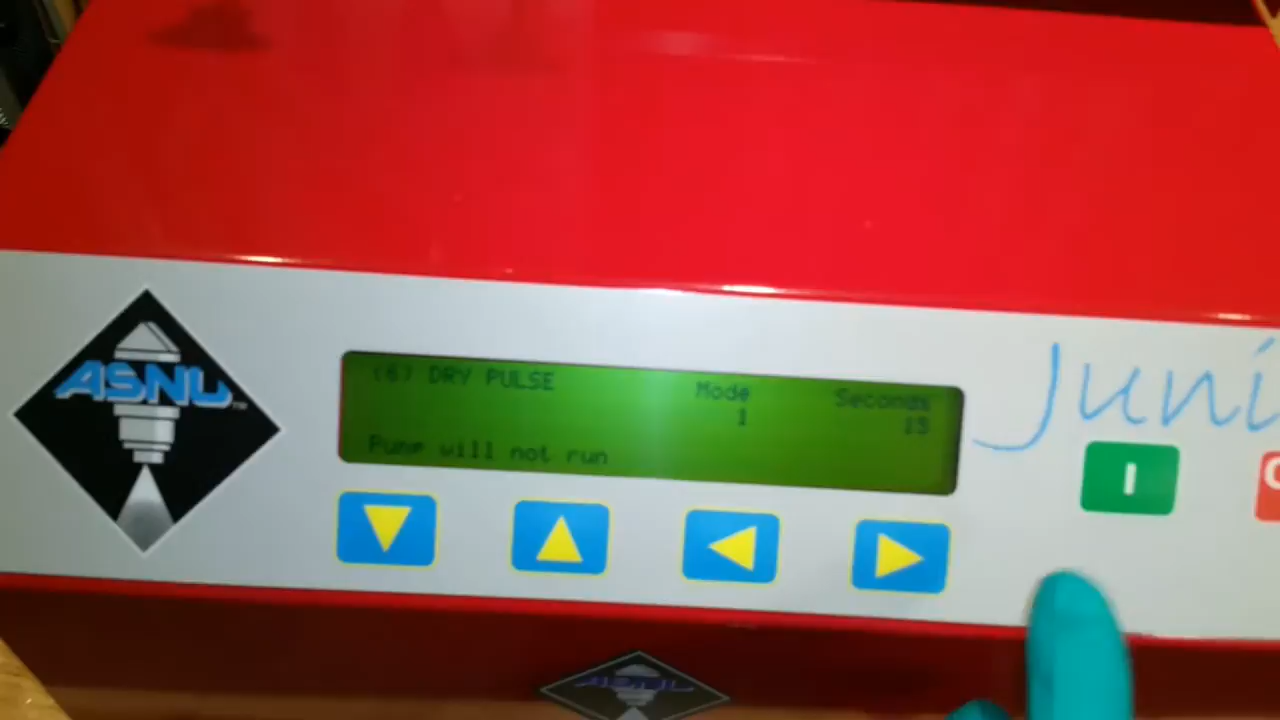 ASNU
(6) DRY PULSE Mode Seconds
1 15
Pump will not run
Juni
I